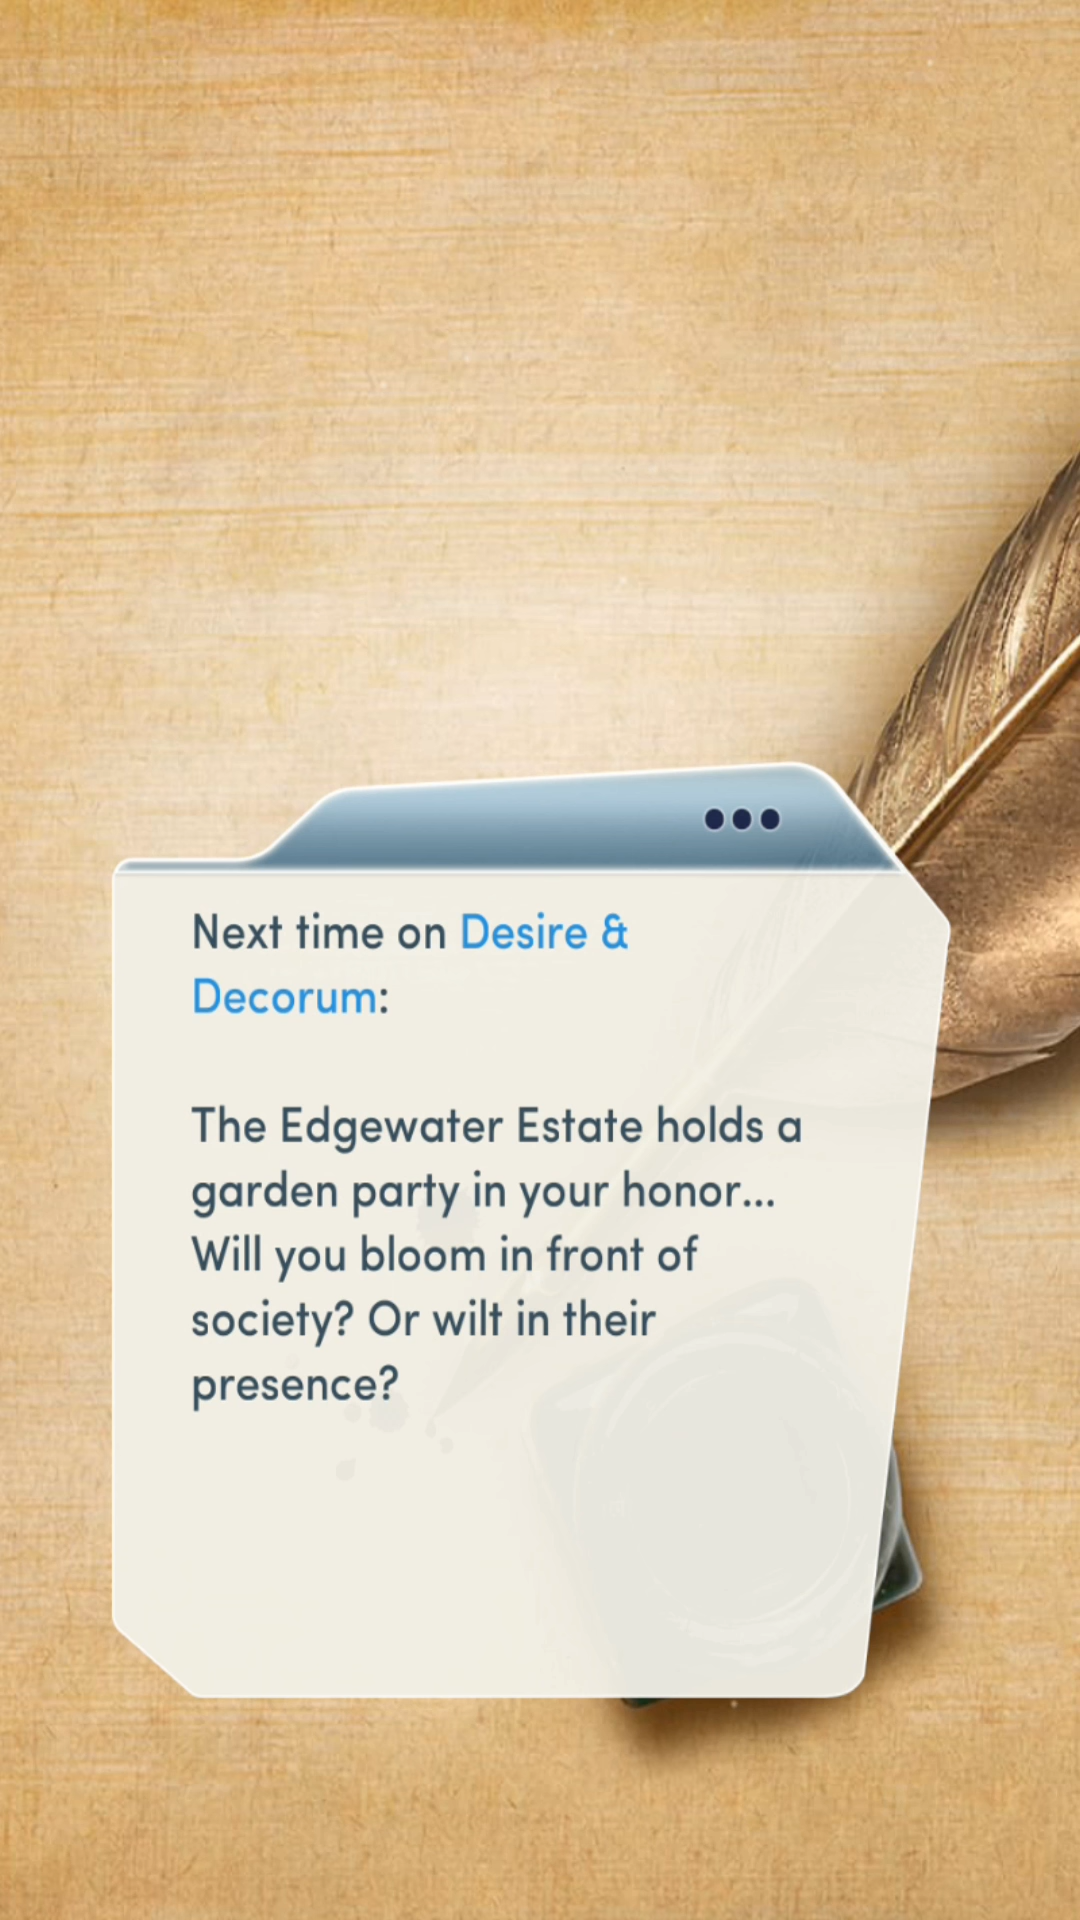 Next time on Desire &
Decorum:
The Edgewater Estate holds a
garden party in your honor...
Will you bloom in front of
society? Or wilt in their
presence?